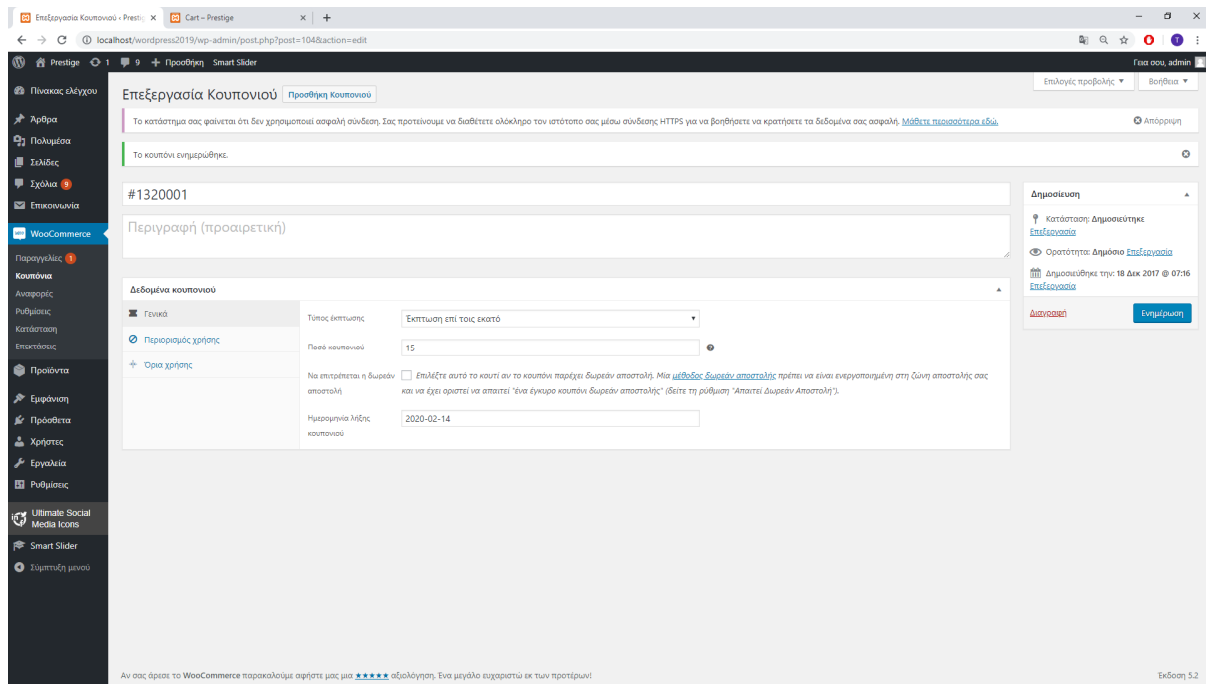 Επεξεργασία Κουπονιού ‹ Prestig
Cart – Prestige
localhost/wordpress2019/wp-admin/post.php?post=104&action=edit
T
Prestige 1 9 Προσθήκη Smart Slider
Γεια σου, admin
Πίνακας ελέγχου
Άρθρα
Πολυμέσα
Σελίδες
Σχόλια 9
Επικοινωνία
WooCommerce
Παραγγελίες 1
Κουπόνια
Αναφορές
Ρυθμίσεις
Κατάσταση
Επεκτάσεις
Προϊόντα
Εμφάνιση
Πρόσθετα
Χρήστες
Εργαλεία
Ρυθμίσεις
Ultimate Social
Media Icons
Smart Slider
Σύμπτυξη μενού
Επιλογές προβολής
Βοήθεια
Επεξεργασία Κουπονιού
Προσθήκη Κουπονιού
Το κατάστημα σας φαίνεται ότι δεν χρησιμοποιεί ασφαλή σύνδεση. Σας προτείνουμε να διαθέτετε ολόκληρο τον ιστότοπο σας μέσω σύνδεσης HTTPS για να βοηθήσετε να κρατήσετε τα δεδομένα σας ασφαλή. Μάθετε περισσότερα εδώ.
Απόρριψη
Το κουπόνι ενημερώθηκε.
#1320001
Περιγραφή (προαιρετική)
Δεδομένα κουπονιού
Γενικά
Περιορισμός χρήσης
Όρια χρήσης
Τύπος έκπτωσης
Έκπτωση επί τοις εκατό
Ποσό κουπονιού
15
Να επιτρέπεται η δωρεάν
αποστολή
Επιλέξτε αυτό το κουτί αν το κουπόνι παρέχει δωρεάν αποστολή. Μία μέθοδος δωρεάν αποστολής πρέπει να είναι ενεργοποιημένη στη ζώνη αποστολής σας
και να έχει οριστεί να απαιτεί "ένα έγκυρο κουπόνι δωρεάν αποστολής" (δείτε τη ρύθμιση "Απαιτεί Δωρεάν Αποστολή").
Ημερομηνία λήξης
κουπονιού
2020-02-14
Δημοσίευση
Κατάσταση: Δημοσιεύτηκε
Επεξεργασία
Ορατότητα: Δημόσιο Επεξεργασία
Δημοσιεύθηκε την: 18 Δεκ 2017 @ 07:16
Επεξεργασία
Διαγραφή
Ενημέρωση
Αν σας άρεσε το WooCommerce παρακαλούμε αφήστε μας μια ★★★★★ αξιολόγηση. Ένα μεγάλο ευχαριστώ εκ των προτέρων!
Έκδοση 5.2